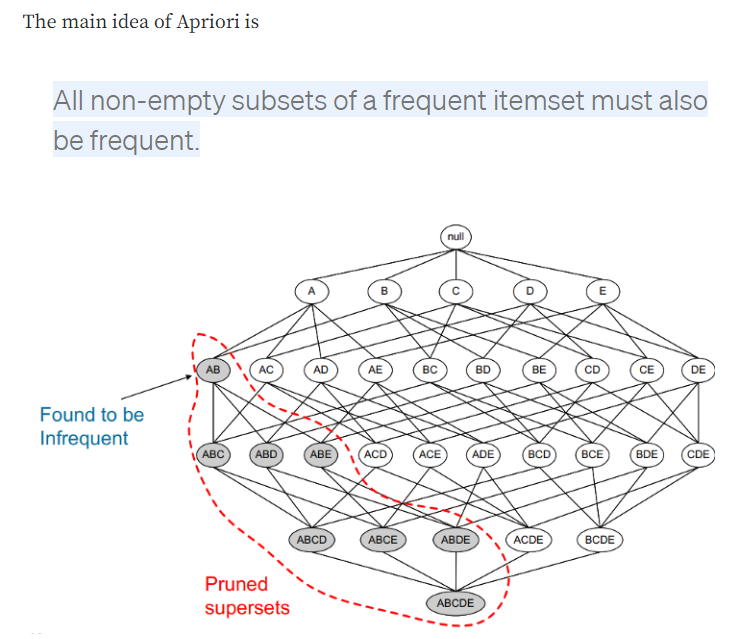 The main idea of Apriori is
All non-empty subsets of a frequent itemset must also
be frequent.
null
A B C D E
AB AC AD AE BC BD BE CD CE DE
Found to be
Infrequent
ABC ABD ABE ACD ACE ADE BCD BCE BDE CDE
ABCD ABCE ABDE ACDE BCDE
Pruned
supersets
ABCDE